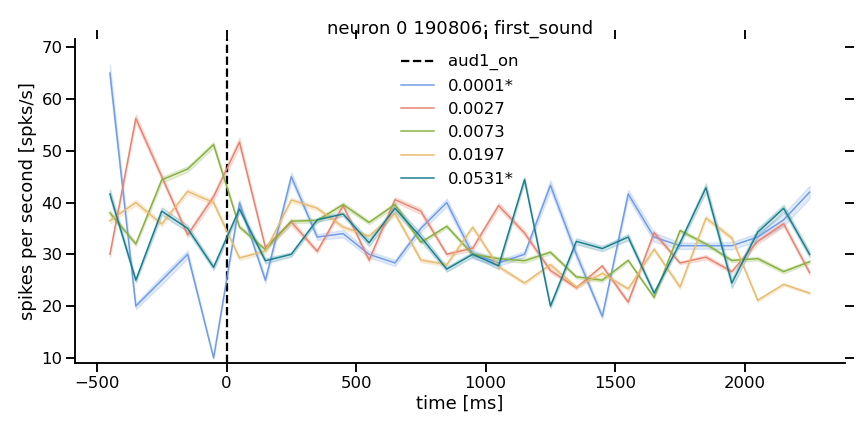 neuron 0 190806; first_sound
aud1_on
0.0001*
0.0027
0.0073
0.0197
0.0531*
spikes per second [spks/s]
70
60
50
40
30
20
10
−500 0 500 1000 1500 2000
time [ms]